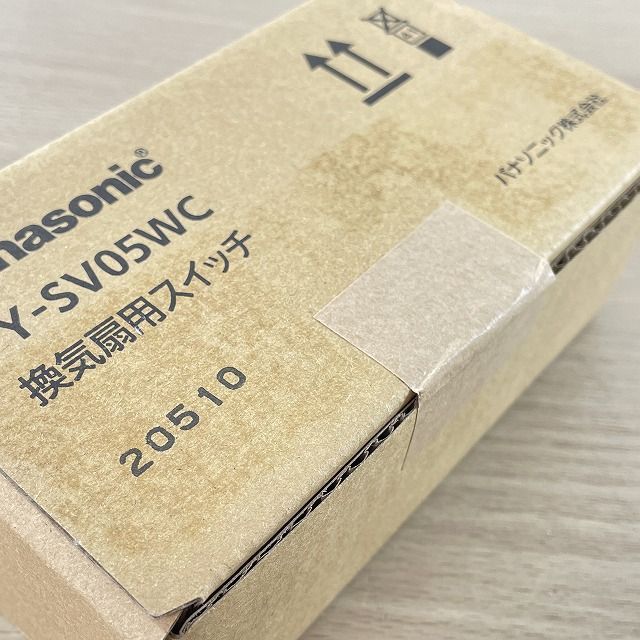 nasonic®
Y-SV05WC
換気扇用スイッチ
20510
パナソニック株式会社